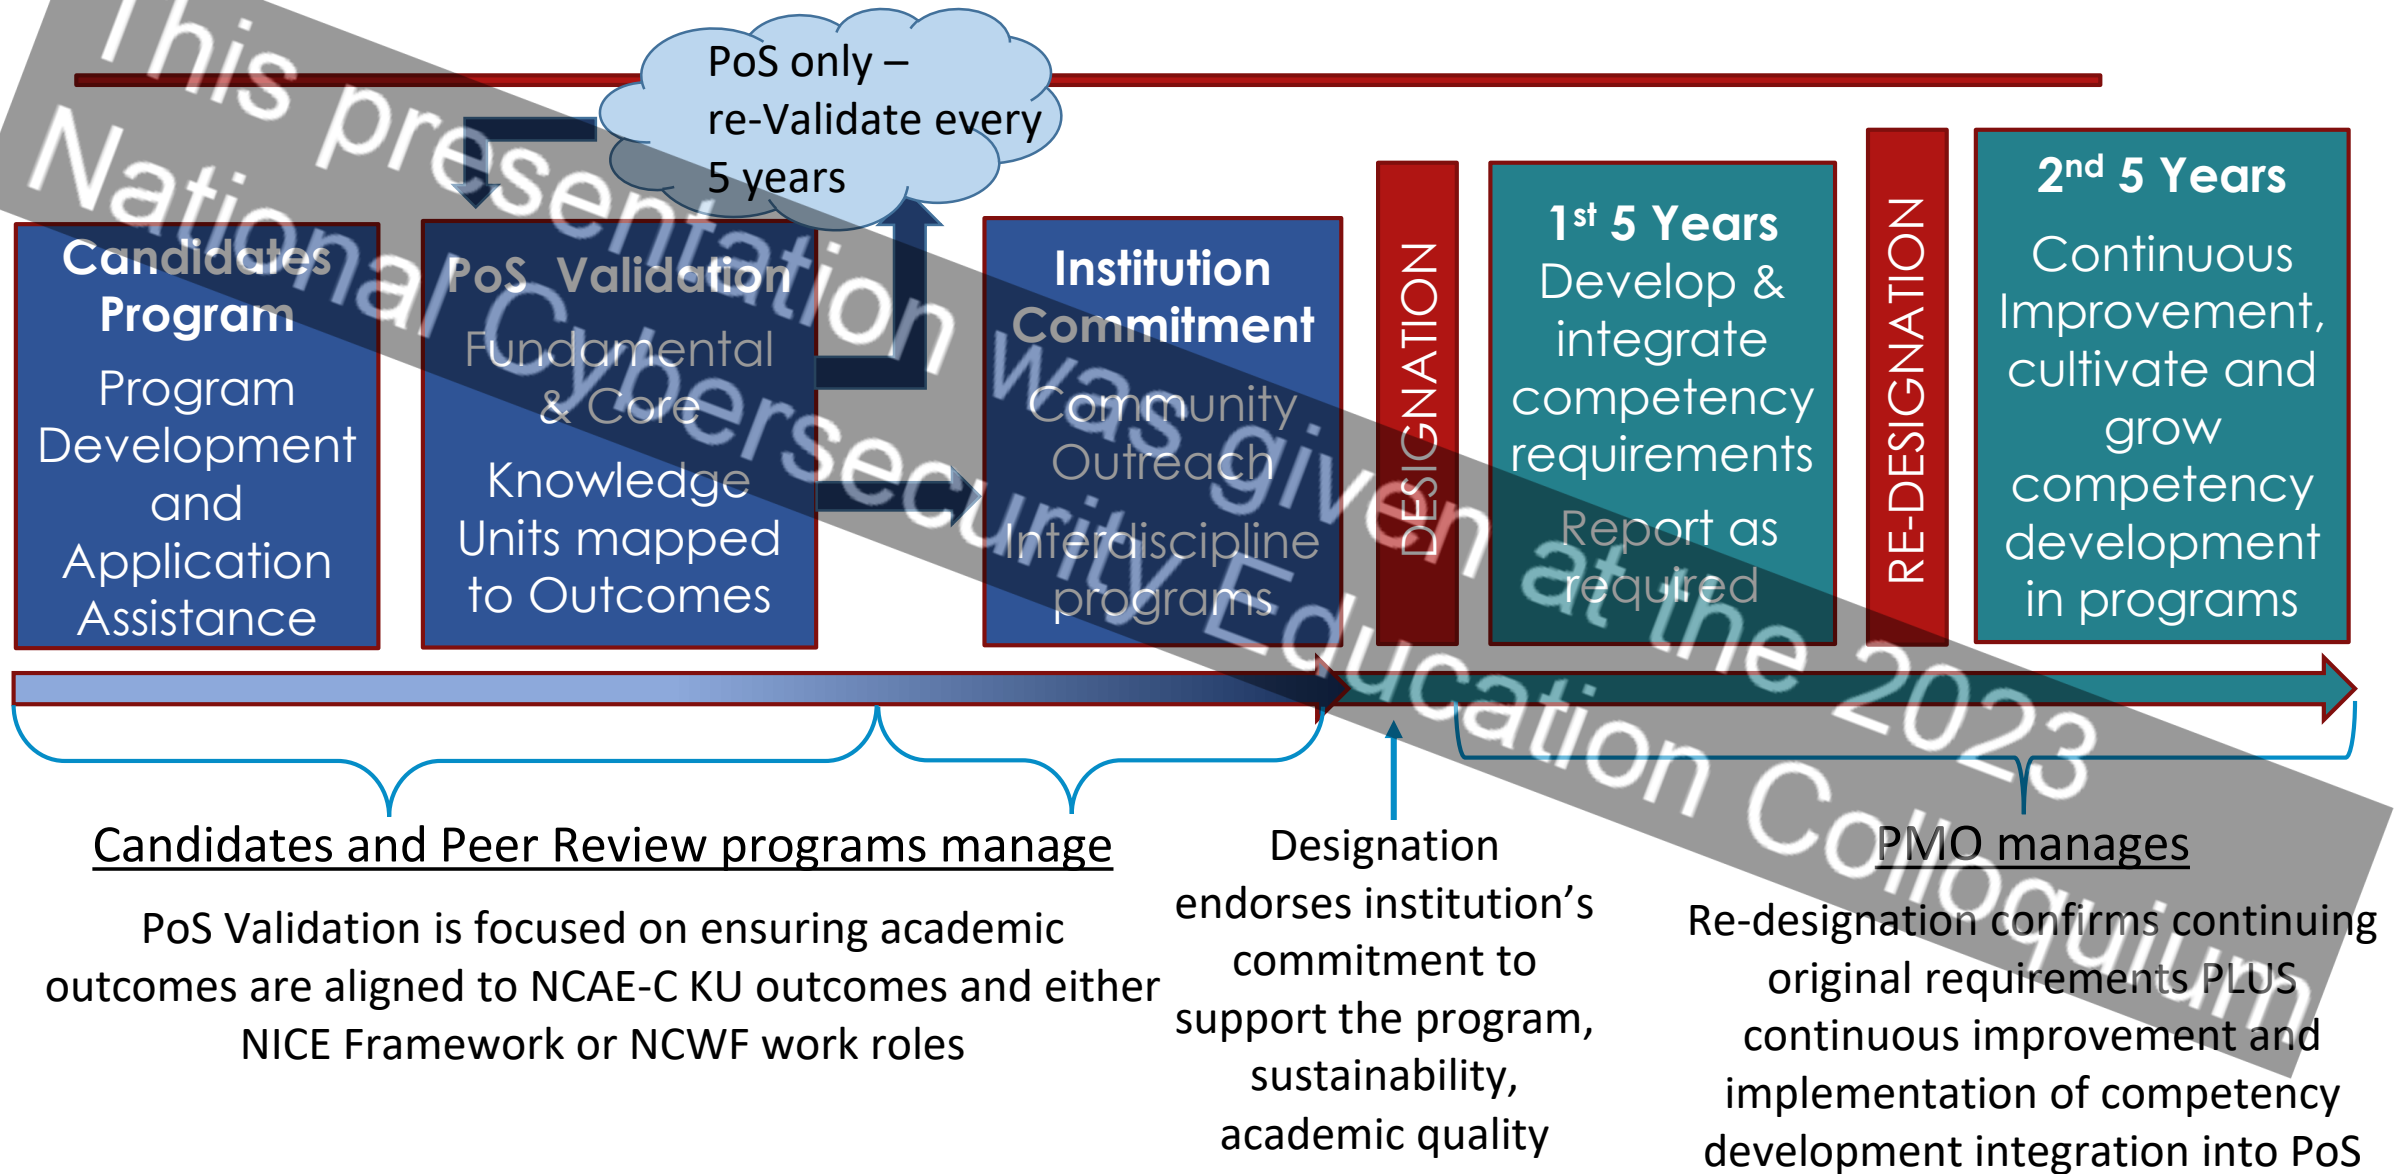 This presentation was given at the 2023
National Cybersecurity Education Colloquium
PoS only –
re-Validate every
5 years
Candidates
Program
Program
Development
and
Application
Assistance
PoS Validation
Fundamental
& Core
Knowledge
Units mapped
to Outcomes
Institution
Commitment
Community
Outreach
Interdiscipline
programs
DESIGNATION
1st 5 Years
Develop &
integrate
competency
requirements
Report as
required
RE-DESIGNATION
2nd 5 Years
Continuous
Improvement,
cultivate and
grow
competency
development
in programs
Candidates and Peer Review programs manage
PoS Validation is focused on ensuring academic
outcomes are aligned to NCAE-C KU outcomes and either
NICE Framework or NCWF work roles
Designation
endorses institution’s
commitment to
support the program,
sustainability,
academic quality
PMO manages
Re-designation confirms continuing
original requirements PLUS
continuous improvement and
implementation of competency
development integration into PoS